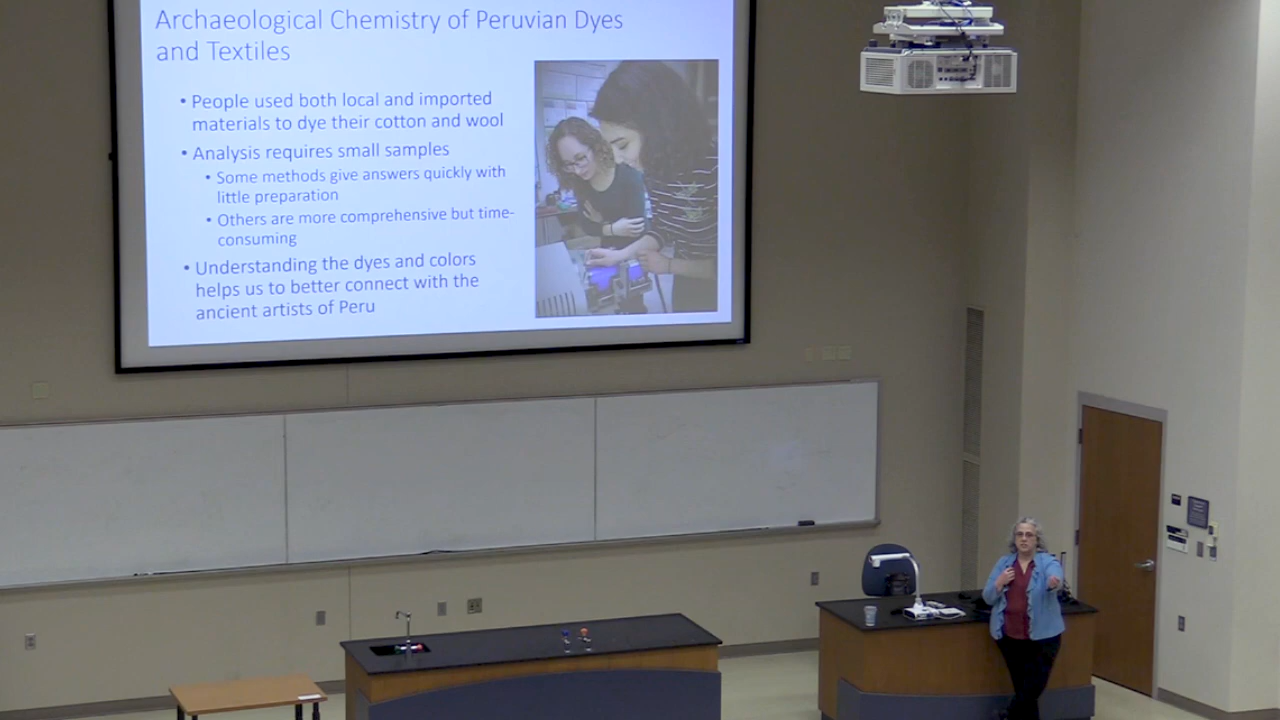 Archaeological Chemistry of Peruvian Dyes
and Textiles
• People used both local and imported
materials to dye their cotton and wool
• Analysis requires small samples
• Some methods give answers quickly with
little preparation
• Others are more comprehensive but time-
consuming
• Understanding the dyes and colors
helps us to better connect with the
ancient artists of Peru